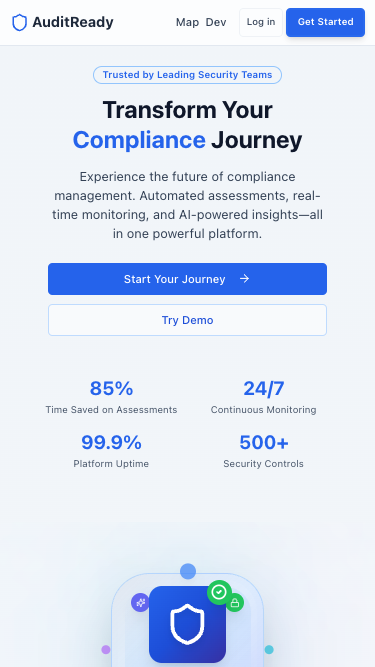 AuditReady
Map Dev Log in Get Started
Trusted by Leading Security Teams
Transform Your
Compliance Journey
Experience the future of compliance
management. Automated assessments, real-
time monitoring, and AI-powered insights—all
in one powerful platform.
Start Your Journey →
Try Demo
85%
Time Saved on Assessments
24/7
Continuous Monitoring
99.9%
Platform Uptime
500+
Security Controls